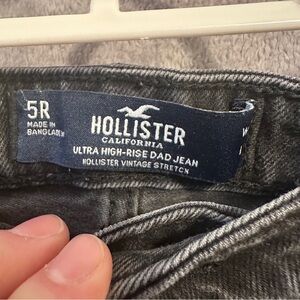 5R
MADE IN
BANGLADESH
HOLLISTER
CALIFORNIA
ULTRA HIGH-RISE DAD JEAN
HOLLISTER VINTAGE STRETCH
W